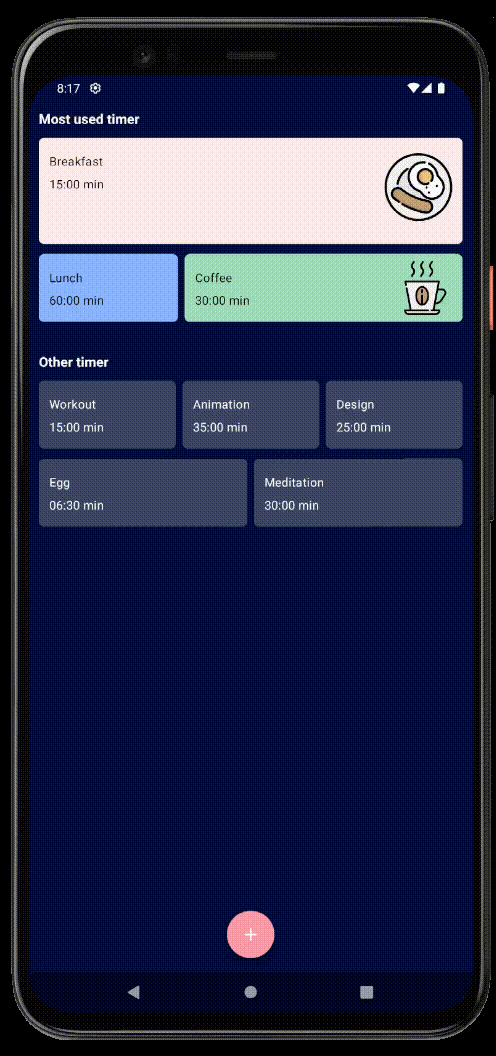 8:17
Most used timer
Breakfast
15:00 min
Lunch
60:00 min
Coffee
30:00 min
Other timer
Workout
15:00 min
Animation
35:00 min
Design
25:00 min
Egg
06:30 min
Meditation
30:00 min
+